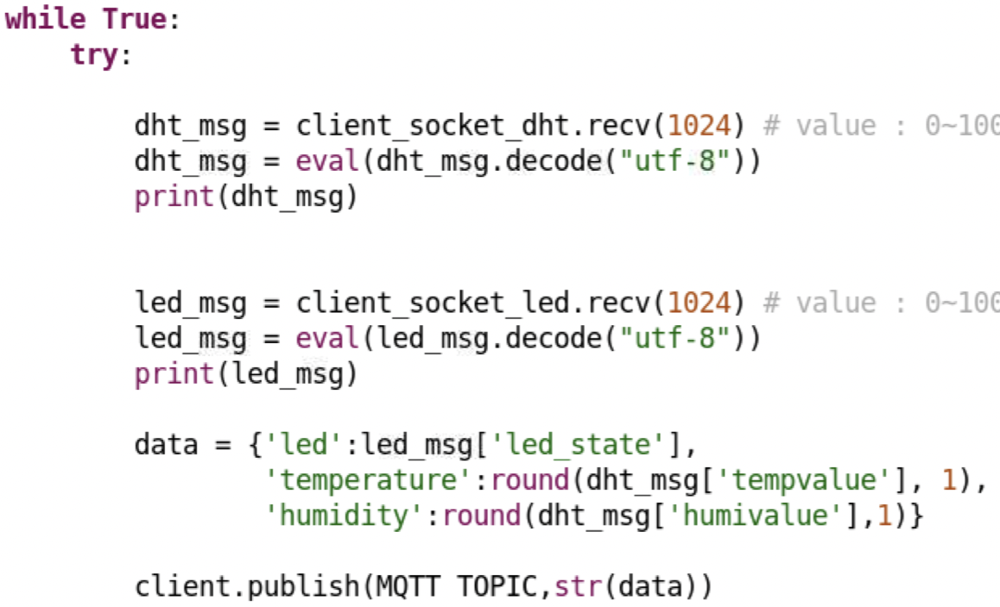 while True:
    try:
        dht_msg = client_socket_dht.recv(1024) # value : 0~100
        dht_msg = eval(dht_msg.decode("utf-8"))
        print(dht_msg)
        led_msg = client_socket_led.recv(1024) # value : 0~100
        led_msg = eval(led_msg.decode("utf-8"))
        print(led_msg)
        data = {'led':led_msg['led_state'],
                'temperature':round(dht_msg['tempvalue'], 1),
                'humidity':round(dht_msg['humivalue'],1)}
        client.publish(MQTT TOPIC,str(data))